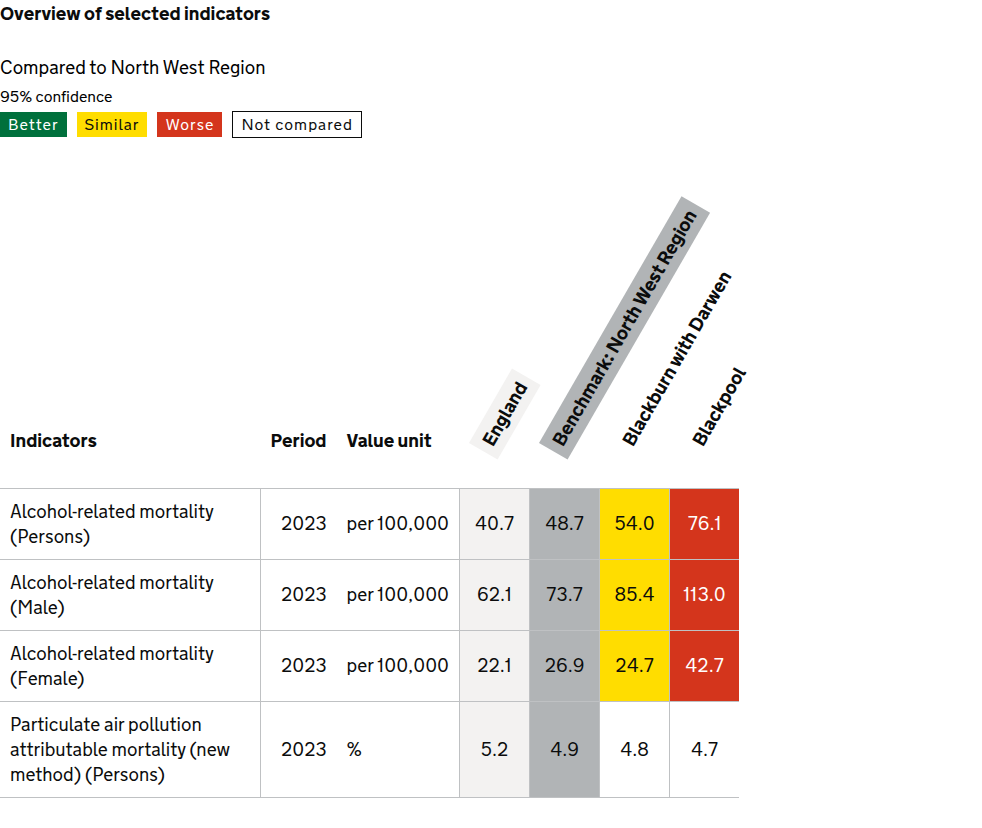 Overview of selected indicators
Compared to North West Region
95% confidence
Better Similar Worse Not compared
Indicators Period Value unit England Benchmark: North West Region Blackburn with Darwen Blackpool
Alcohol-related mortality
(Persons) 2023 per 100,000 40.7 48.7 54.0 76.1
Alcohol-related mortality
(Male) 2023 per 100,000 62.1 73.7 85.4 113.0
Alcohol-related mortality
(Female) 2023 per 100,000 22.1 26.9 24.7 42.7
Particulate air pollution
attributable mortality (new 2023 % 5.2 4.9 4.8 4.7
method) (Persons)